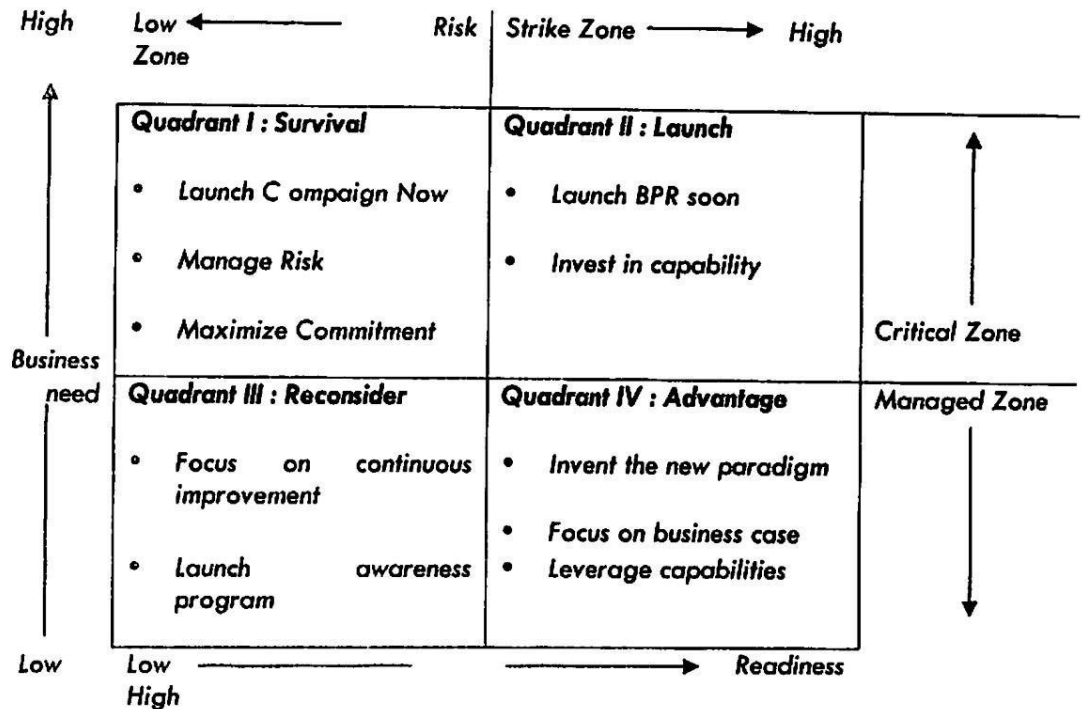 High Low Risk Strike Zone High
Zone
Quadrant I : Survival Quadrant II : Launch
• Launch C ompaign Now • Launch BPR soon
• Manage Risk • Invest in capability
• Maximize Commitment
Critical Zone
Business
need Quadrant III : Reconsider Quadrant IV : Advantage Managed Zone
• Focus on continuous • Invent the new paradigm
improvement
• Focus on business case
• Launch awareness • Leverage capabilities
program
Low Low Readiness
High